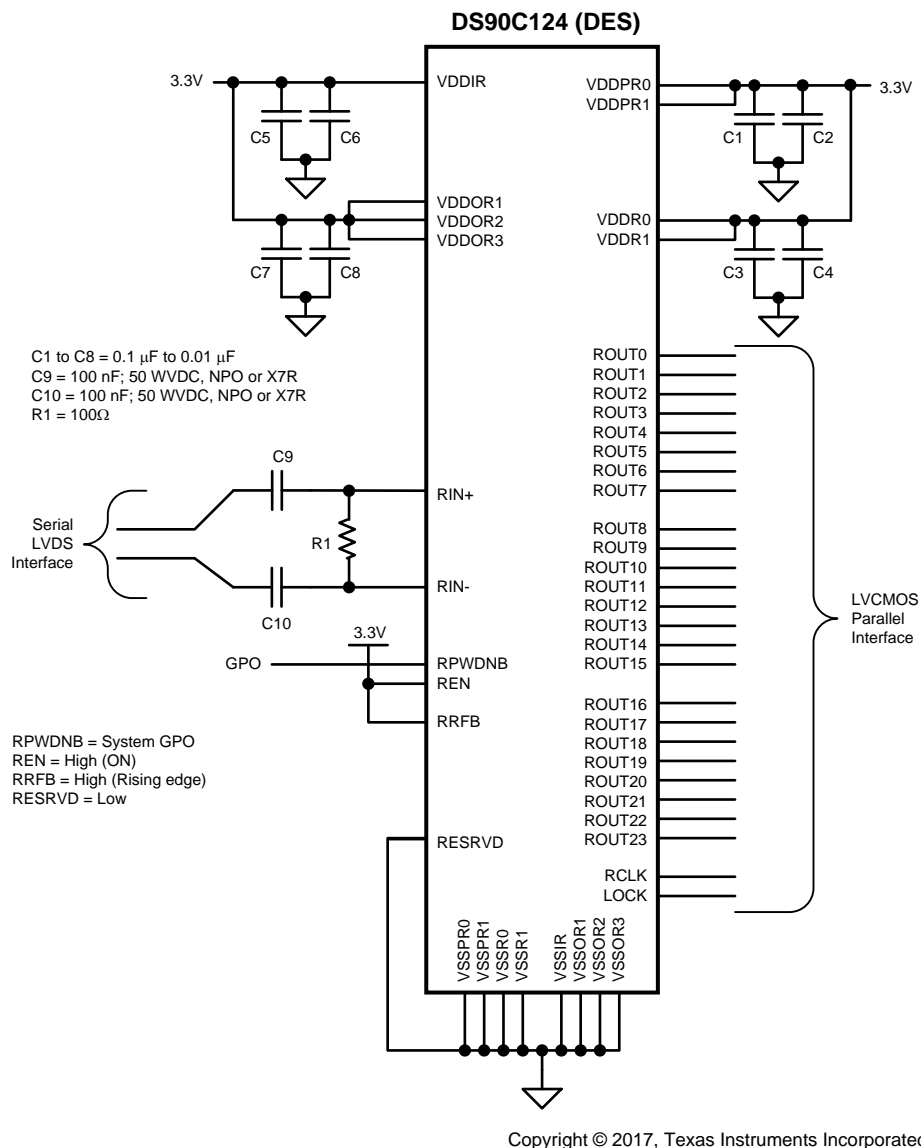 DS90C124 (DES)
3.3V
VDDIR
VDDPR0
3.3V
VDDPR1
C5
C6
C1
C2
VDDOR1
VDDOR2
VDDOR3
VDDR0
VDDR1
C7
C8
C3
C4
C1 to C8 = 0.1 μF to 0.01 μF
C9 = 100 nF; 50 WVDC, NPO or X7R
C10 = 100 nF; 50 WVDC, NPO or X7R
R1 = 100Ω
ROUT0
ROUT1
ROUT2
ROUT3
ROUT4
ROUT5
ROUT6
ROUT7
C9
RIN+
Serial
LVDS
Interface
R1
RIN-
C10
ROUT8
ROUT9
ROUT10
ROUT11
ROUT12
ROUT13
ROUT14
ROUT15
LVCMOS
Parallel
Interface
3.3V
GPO
RPWDNB
REN
RRFB
ROUT16
ROUT17
ROUT18
ROUT19
ROUT20
ROUT21
ROUT22
ROUT23
RPWDNB = System GPO
REN = High (ON)
RRFB = High (Rising edge)
RESRVD = Low
RESRVD
RCLK
LOCK
VSSPR0
VSSPR1
VSSR0
VSSR1
VSSIR
VSSOR1
VSSOR2
VSSOR3
Copyright © 2017, Texas Instruments Incorporated